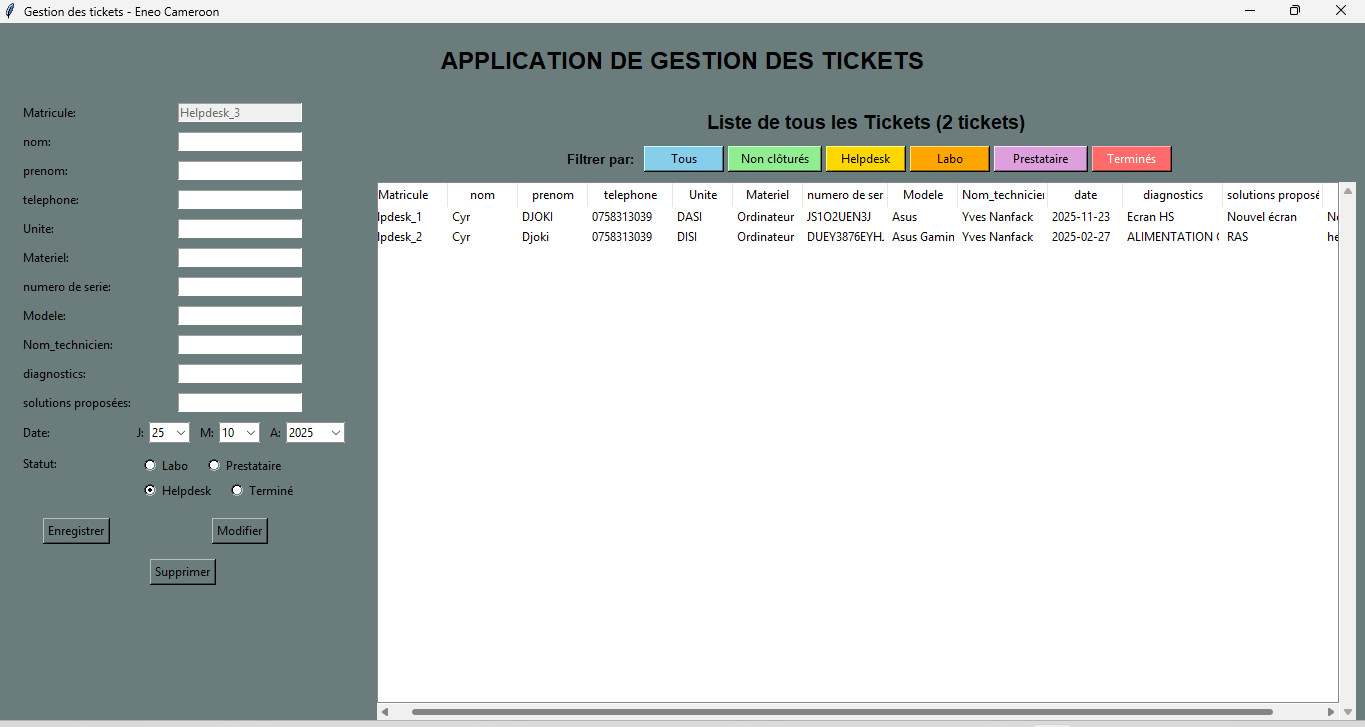 Gestion des tickets - Eneo Cameroon
APPLICATION DE GESTION DES TICKETS
Matricule: Helpdesk_3
nom:
prenom:
telephone:
Unite:
Materiel:
numero de serie:
Modele:
Nom_technicien:
diagnostics:
solutions proposées:
Date: J: 25 M: 10 A: 2025
Statut: Labo Prestataire
Helpdesk Terminé
Enregistrer Modifier
Supprimer
Liste de tous les Tickets (2 tickets)
Filtrer par: Tous Non clôturés Helpdesk Labo Prestataire Terminés
Matricule nom prenom telephone Unite Materiel numero de ser Modele Nom_technicier date diagnostics solutions proposé
lpdesk_1 Cyr DJOKI 0758313039 DASI Ordinateur JS1O2UEN3J Asus Yves Nanfack 2025-11-23 Ecran HS Nouvel écran
lpdesk_2 Cyr Djoki 0758313039 DISI Ordinateur DUEY3876EYH. Asus Gamin Yves Nanfack 2025-02-27 ALIMENTATION RAS he